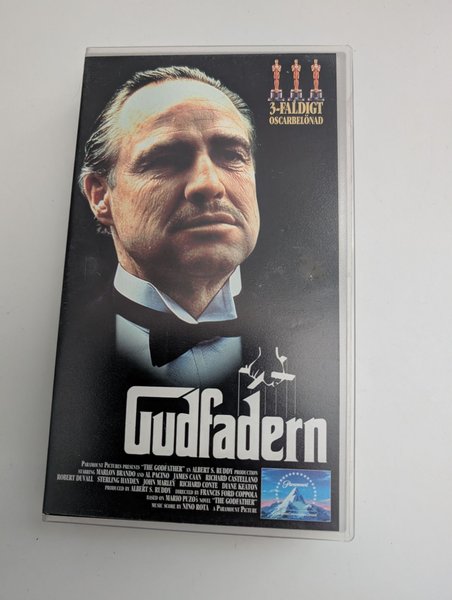 3-FALDIGT
OSCARBELÖNAD
Gudfadern
PARAMOUNT PICTURES PRESENTS "THE GODFATHER" AN ALBERT S. RUDDY PRODUCTION
STARRING MARLON BRANDO AND AL PACINO JAMES CAAN RICHARD CASTELLANO
ROBERT DUVALL STERLING HAYDEN JOHN MARLEY RICHARD CONTE DIANE KEATON
PRODUCED BY ALBERT S. RUDDY DIRECTED BY FRANCIS FORD COPPOLA
BASED ON MARIO PUZO'S NOVEL "THE GODFATHER"
MUSIC SCORE BY NINO ROTA A PARAMOUNT PICTURE
Paramount